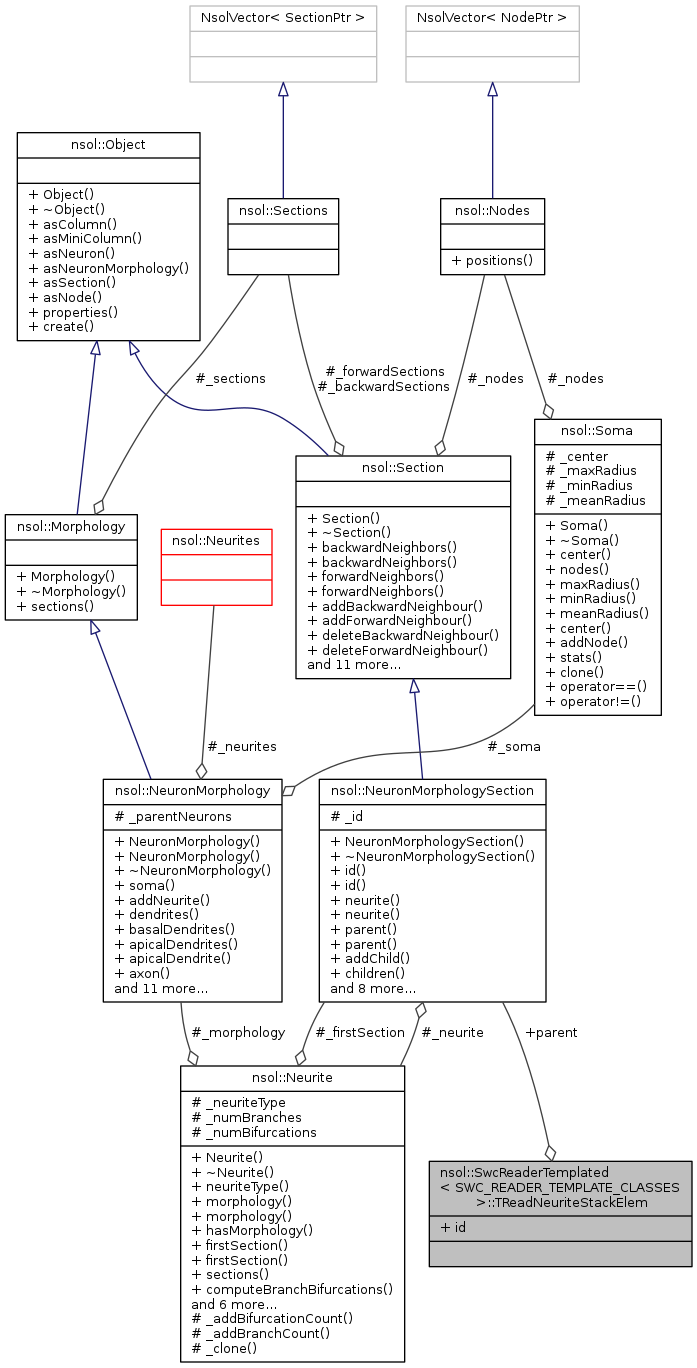 NsolVector< SectionPtr >
NsolVector< NodePtr >
nsol::Object
+ Object()
+ ~Object()
+ asColumn()
+ asMiniColumn()
+ asNeuron()
+ asNeuronMorphology()
+ asSection()
+ asNode()
+ properties()
+ create()
nsol::Sections
nsol::Nodes
+ positions()
#_sections
#_forwardSections
#_backwardSections
#_nodes
#_nodes
nsol::Soma
# _center
# _maxRadius
# _minRadius
# _meanRadius
+ Soma()
+ ~Soma()
+ center()
+ nodes()
+ maxRadius()
+ minRadius()
+ meanRadius()
+ center()
+ addNode()
+ stats()
+ clone()
+ operator==()
+ operator!=()
nsol::Section
+ Section()
+ ~Section()
+ backwardNeighbors()
+ backwardNeighbors()
+ forwardNeighbors()
+ forwardNeighbors()
+ addBackwardNeighbour()
+ addForwardNeighbour()
+ deleteBackwardNeighbour()
+ deleteForwardNeighbour()
and 11 more...
nsol::Morphology
+ Morphology()
+ ~Morphology()
+ sections()
nsol::Neurites
#_neurites
#_soma
nsol::NeuronMorphology
# _parentNeurons
+ NeuronMorphology()
+ NeuronMorphology()
+ ~NeuronMorphology()
+ soma()
+ addNeurite()
+ dendrites()
+ basalDendrites()
+ apicalDendrites()
+ apicalDendrite()
+ axon()
and 11 more...
nsol::NeuronMorphologySection
# _id
+ NeuronMorphologySection()
+ ~NeuronMorphologySection()
+ id()
+ id()
+ neurite()
+ neurite()
+ parent()
+ parent()
+ addChild()
+ children()
and 8 more...
#_morphology
#_firstSection
#_neurite
+parent
nsol::Neurite
# _neuriteType
# _numBranches
# _numBifurcations
+ Neurite()
+ ~Neurite()
+ neuriteType()
+ morphology()
+ morphology()
+ hasMorphology()
+ firstSection()
+ firstSection()
+ sections()
+ computeBranchBifurcations()
and 6 more...
# _addBifurcationCount()
# _addBranchCount()
# _clone()
nsol::SwcReaderTemplated
< SWC_READER_TEMPLATE_CLASSES
>::TReadNeuriteStackElem
+ id